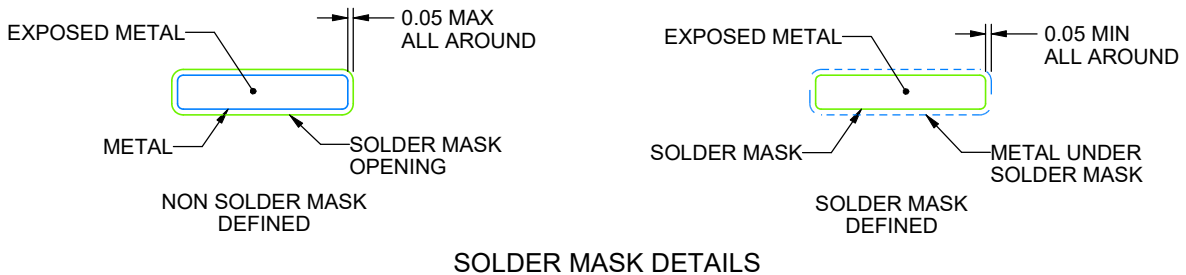 EXPOSED METAL
0.05 MAX
ALL AROUND
METAL
SOLDER MASK
OPENING
NON SOLDER MASK
DEFINED
EXPOSED METAL
0.05 MIN
ALL AROUND
SOLDER MASK
METAL UNDER
SOLDER MASK
SOLDER MASK
DEFINED
SOLDER MASK DETAILS